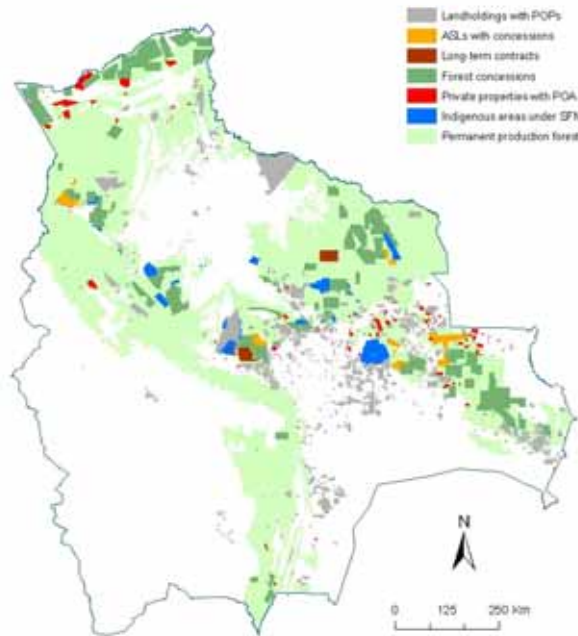 Landholdings with POPs
ASLs with concessions
Long-term contracts
Forest concessions
Private properties with POA
Indigenous areas under SFM
Permanent production forest
N
0 125 250 Km